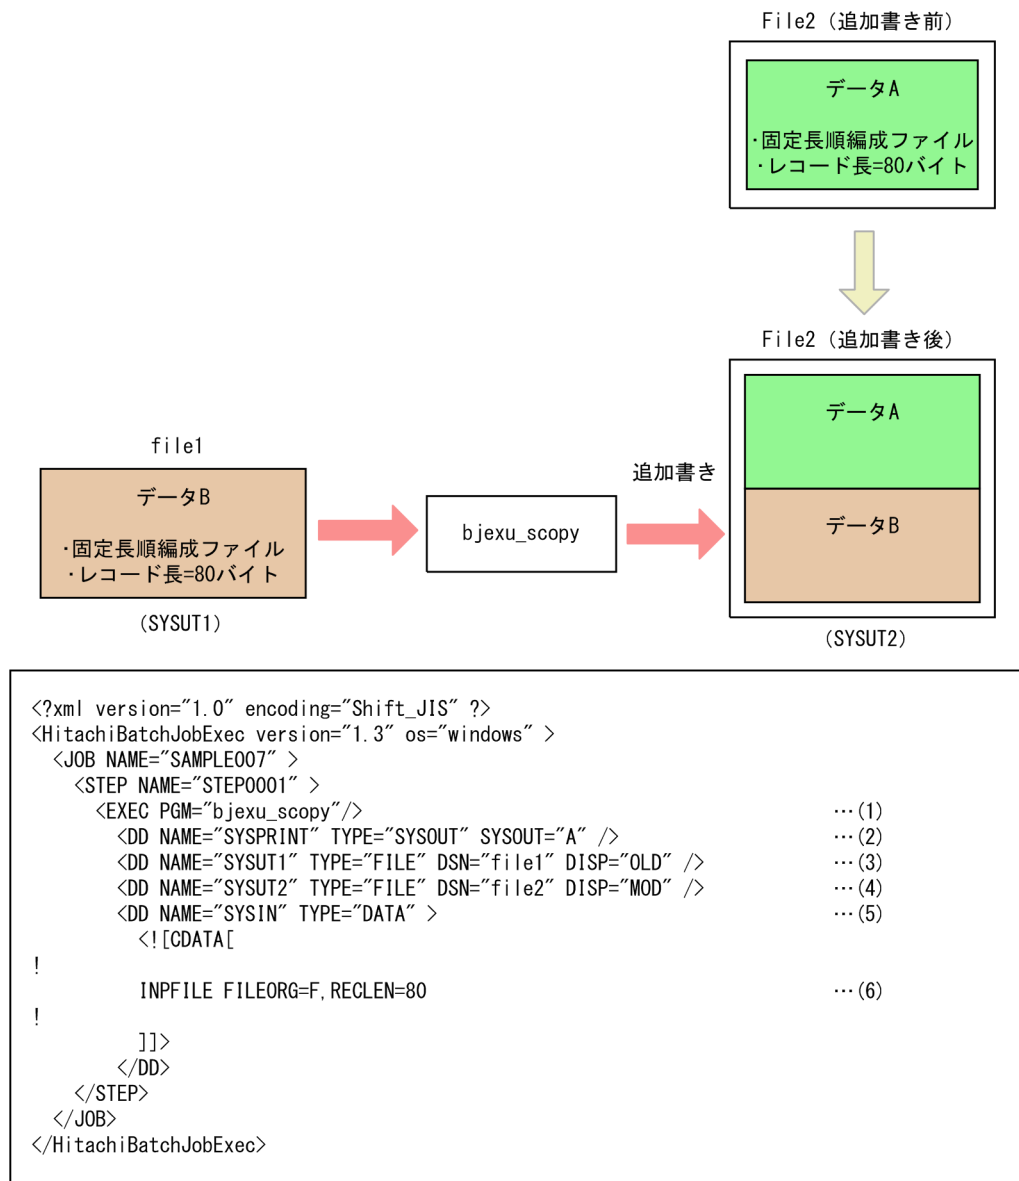 File2（追加書き前）
データA
・固定長順編成ファイル
・レコード長=80バイト
File2（追加書き後）
データA
file1
追加書き
データB
bjexu_scopy
データB
・固定長順編成ファイル
・レコード長=80バイト
(SYSUT1)
(SYSUT2)
<?xml version="1.0" encoding="Shift_JIS" ?>
<HitachiBatchJobExec version="1.3" os="windows" >
  <JOB NAME="SAMPLE007" >
    <STEP NAME="STEP0001" >
      <EXEC PGM="bjexu_scopy"/> …(1)
        <DD NAME="SYSPRINT" TYPE="SYSOUT" SYSOUT="A" /> …(2)
        <DD NAME="SYSUT1" TYPE="FILE" DSN="file1" DISP="OLD" /> …(3)
        <DD NAME="SYSUT2" TYPE="FILE" DSN="file2" DISP="MOD" /> …(4)
        <DD NAME="SYSIN" TYPE="DATA" > …(5)
          <![CDATA[
!
          INPFILE FILEORG=F,RECLEN=80 …(6)
!
          ]]>
        </DD>
    </STEP>
  </JOB>
</HitachiBatchJobExec>